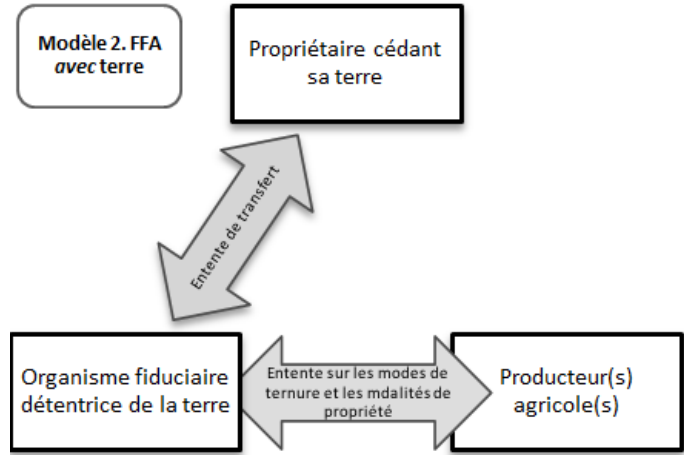 Modèle 2. FFA
avec terre
Propriétaire cédant
sa terre
Entente de transfert
Organisme fiduciaire
détentrice de la terre
Entente sur les modes de
ternure et les mdalités de
propriété
Producteur(s)
agricole(s)